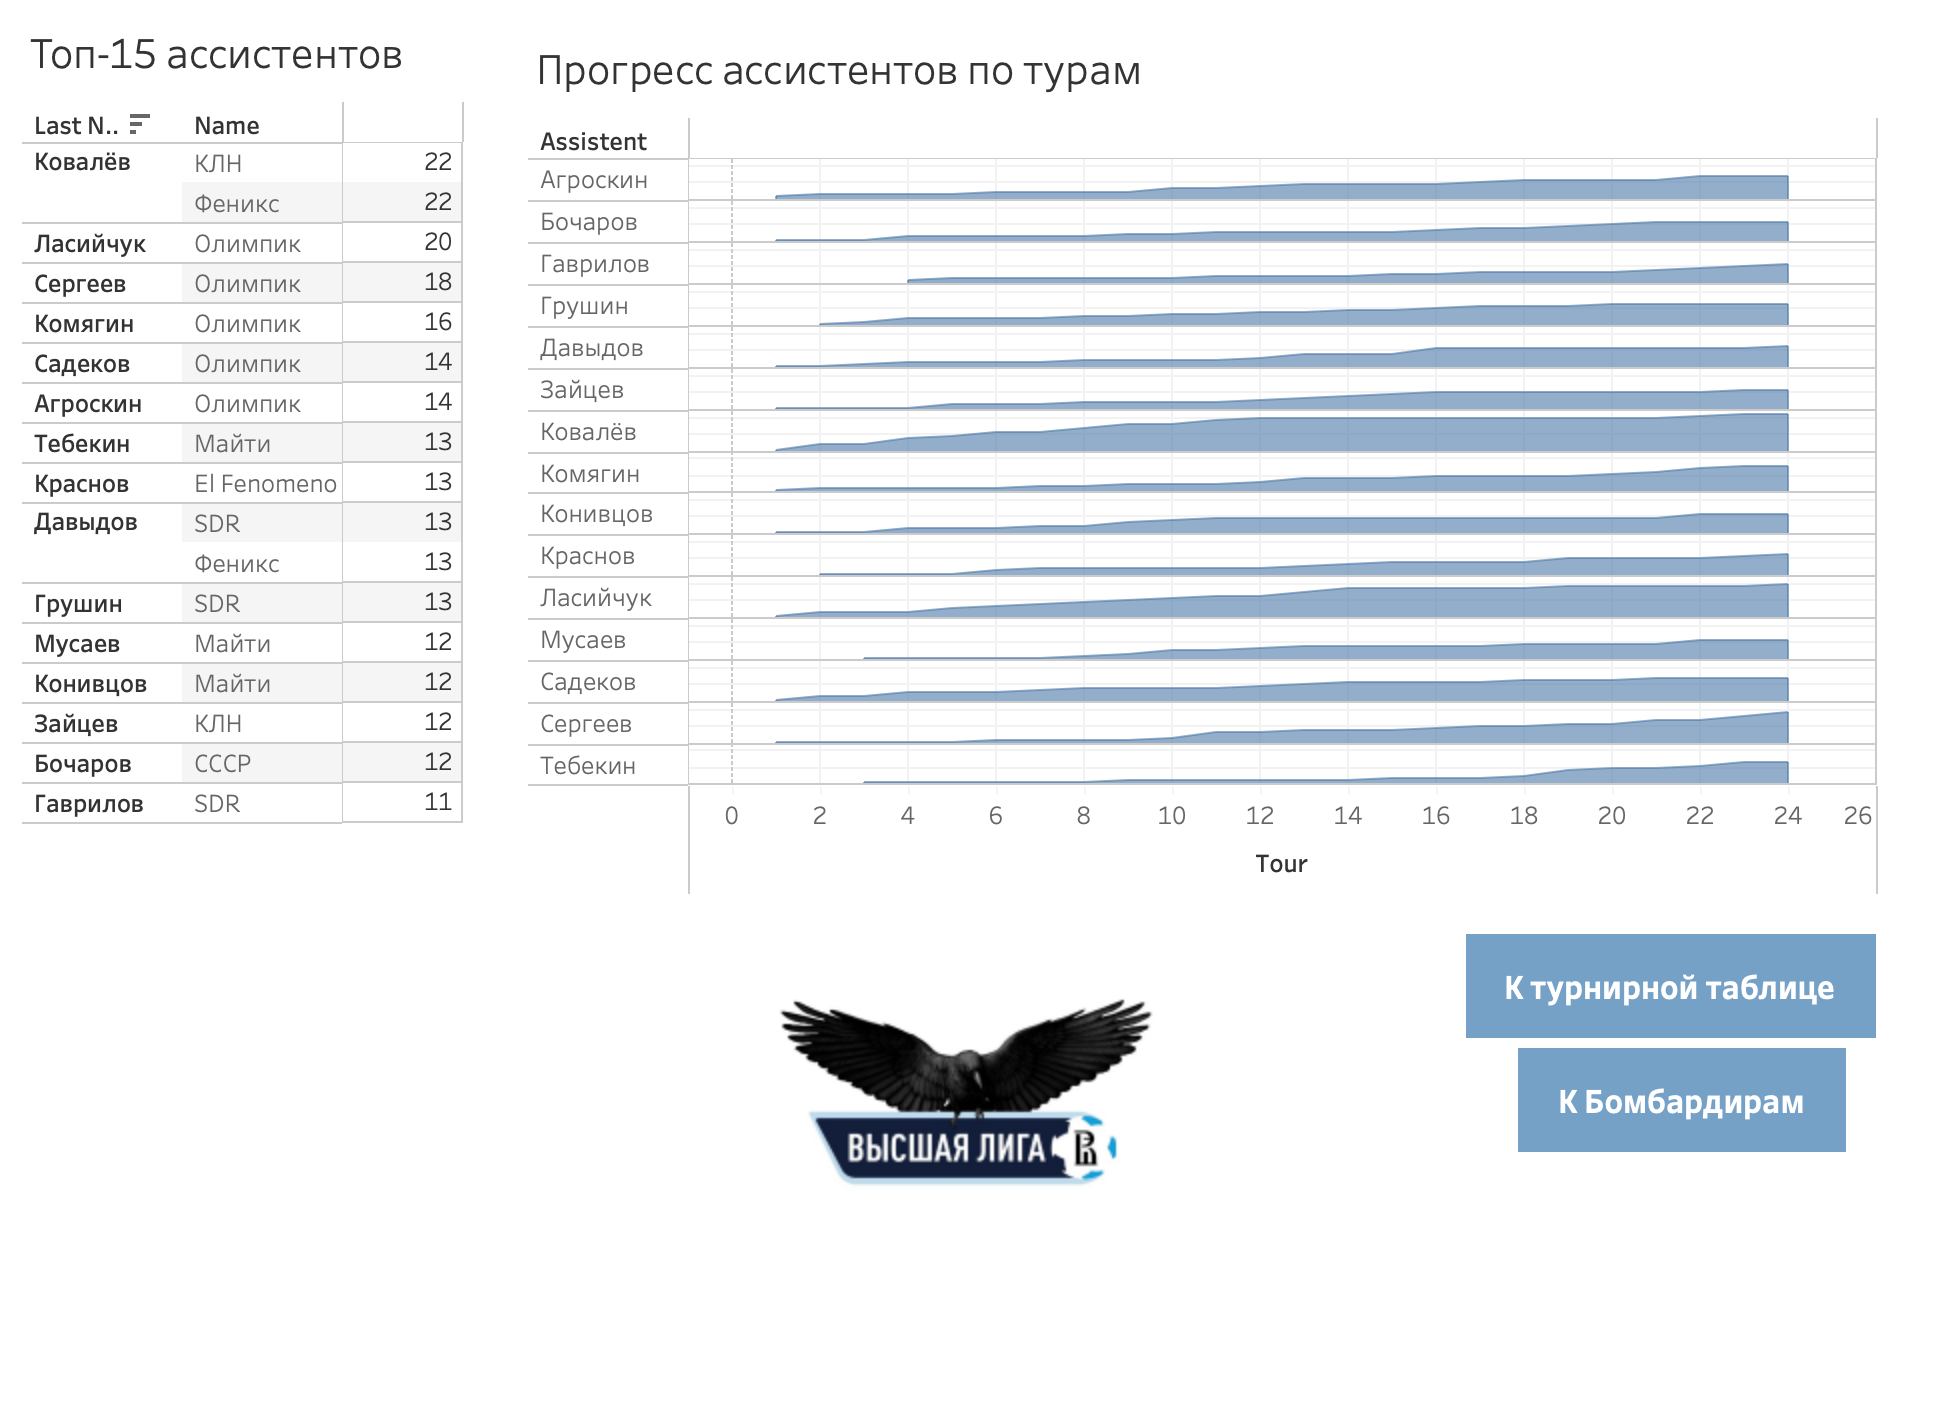 Топ-15 ассистентов
Last N.. Name
Ковалёв КЛН 22
Феникс 22
Ласийчук Олимпик 20
Сергеев Олимпик 18
Комягин Олимпик 16
Садеков Олимпик 14
Агроскин Олимпик 14
Тебекин Майти 13
Краснов El Fenomeno 13
Давыдов SDR 13
Феникс 13
Грушин SDR 13
Мусаев Майти 12
Конивцов Майти 12
Зайцев КЛН 12
Бочаров СССР 12
Гаврилов SDR 11
Прогресс ассистентов по турам
Assistent
Агроскин
Бочаров
Гаврилов
Грушин
Давыдов
Зайцев
Ковалёв
Комягин
Конивцов
Краснов
Ласийчук
Мусаев
Садеков
Сергеев
Тебекин
0 2 4 6 8 10 12 14 16 18 20 22 24 26
Tour
К турнирной таблице
К Бомбардирам
ВЫСШАЯ ЛИГА